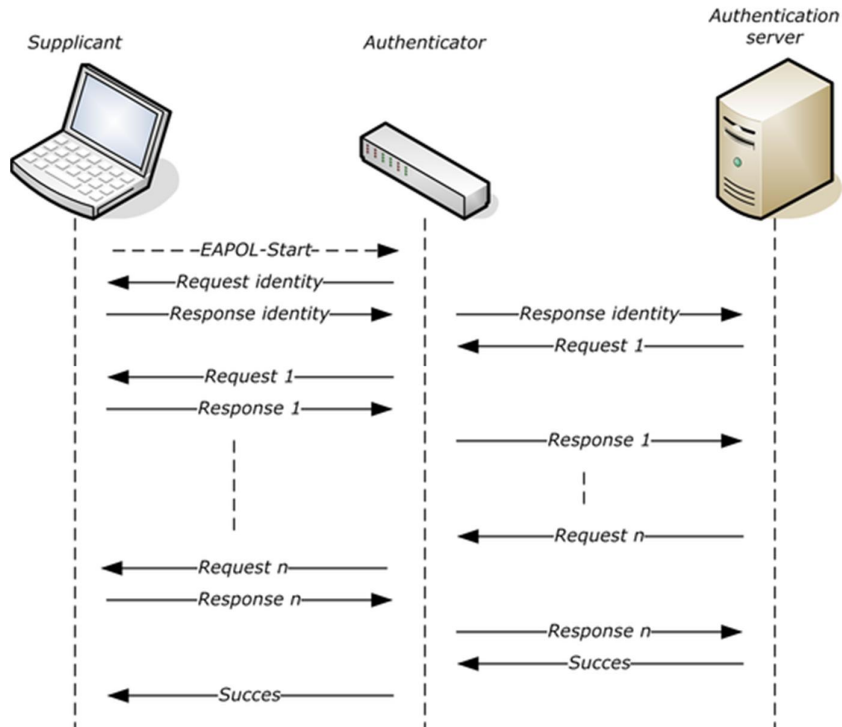 Supplicant
Authenticator
Authentication
server
EAPOL-Start
Request identity
Response identity
Response identity
Request 1
Request 1
Response 1
Response 1
Request n
Request n
Response n
Response n
Succes
Succes